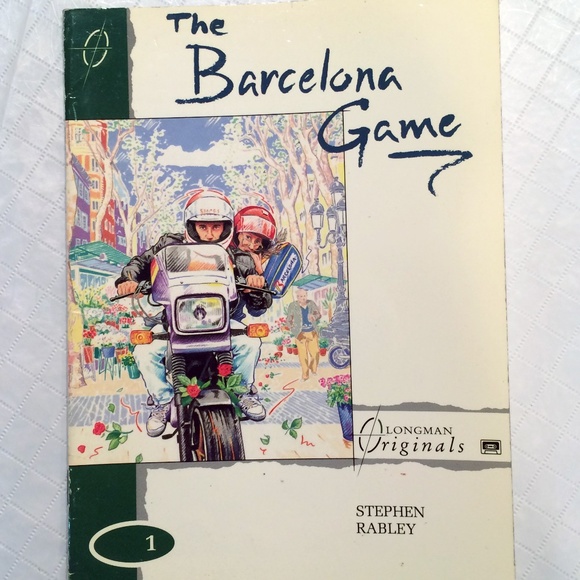 The
Barcelona
Game
LONGMAN
Originals
STEPHEN
RABLEY
1